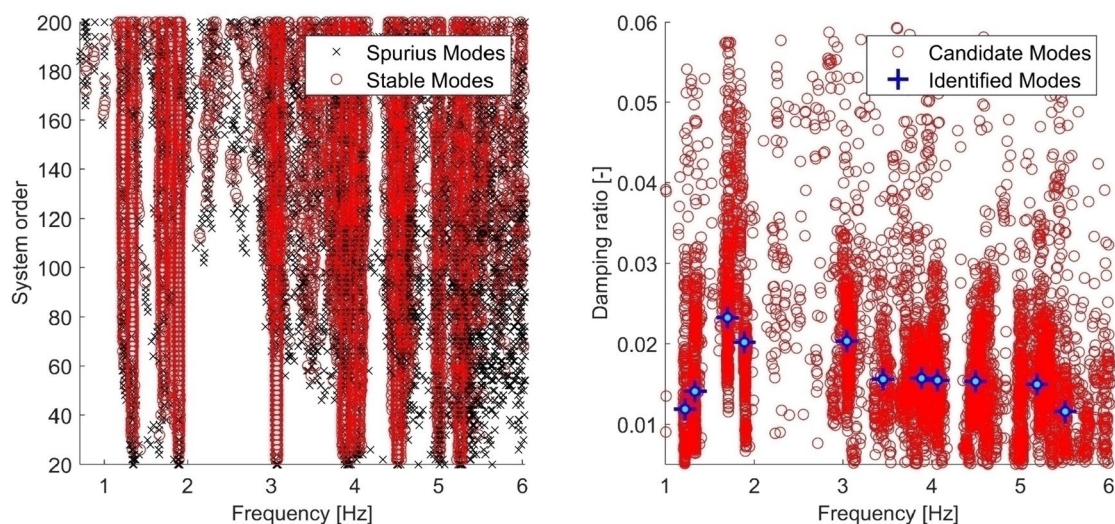 200
180
160
140
120
100
80
60
40
20
System order
1 2 3 4 5 6
Frequency [Hz]
Spurius Modes
Stable Modes
0.06
0.05
0.04
0.03
0.02
0.01
Damping ratio [-]
1 2 3 4 5 6
Frequency [Hz]
Candidate Modes
Identified Modes